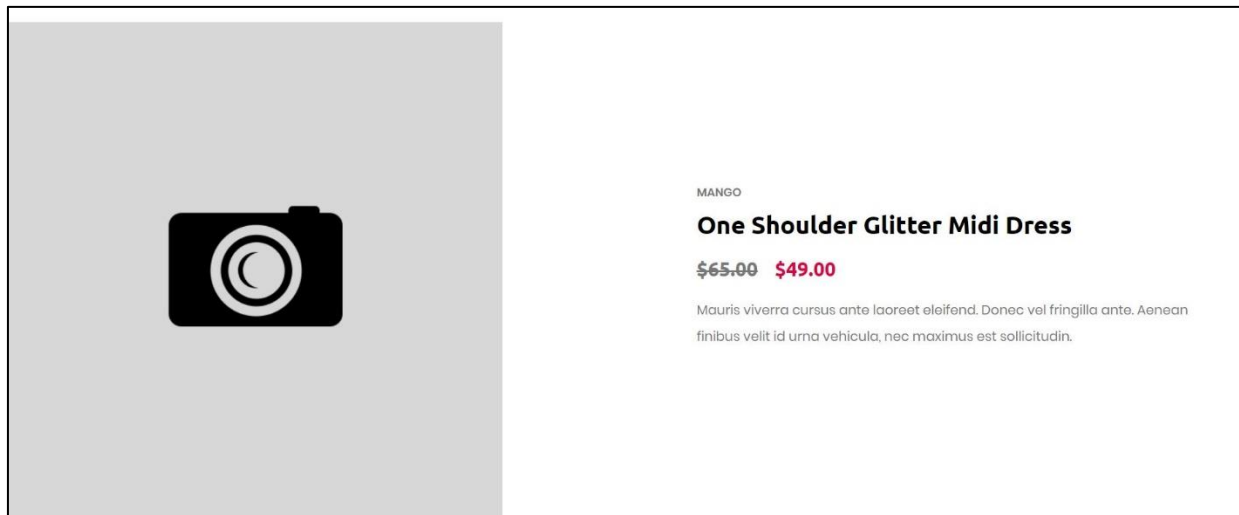 MANGO
One Shoulder Glitter Midi Dress
$65.00 $49.00
Mauris viverra cursus ante laoreet eleifend. Donec vel fringilla ante. Aenean
finibus velit id urna vehicula, nec maximus est sollicitudin.